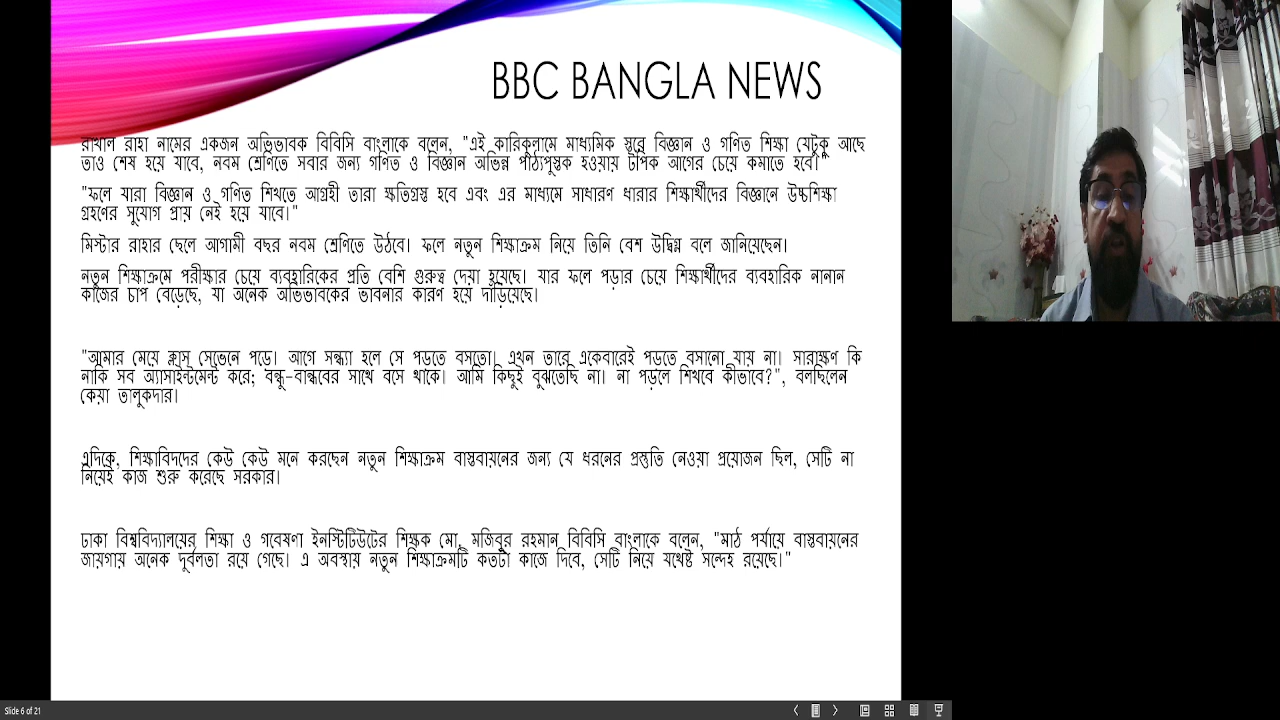 BBC BANGLA NEWS
রাখাল রাহা নামের একজন অভিভাবক বিবিসি বাংলাকে বলেন, "এই কারিকুলামে মাধ্যমিক স্তরে বিজ্ঞান ও গণিত শিক্ষা যেটুকু আছে
তাও শেষ হয়ে যাবে, নবম শ্রেণিতে সবার জন্য গণিত ও বিজ্ঞান অভিন্ন পাঠ্যপুস্তক হওয়ায় টপিক আগের চেয়ে কমাতে হবে।"
"ফলে যারা বিজ্ঞান ও গণিত শিখতে আগ্রহী তারা ক্ষতিগ্রস্ত হবে এবং এর মাধ্যমে সাধারণ ধারার শিক্ষার্থীদের বিজ্ঞানে উচ্চশিক্ষা
গ্রহণের সুযোগ প্রায় নেই হয়ে যাবে।"
মিস্টার রাহার ছেলে আগামী বছর নবম শ্রেণিতে উঠবে। ফলে নতুন শিক্ষাক্রম নিয়ে তিনি বেশ উদ্বিগ্ন বলে জানিয়েছেন।
নতুন শিক্ষাক্রমে পরীক্ষার চেয়ে ব্যবহারিকের প্রতি বেশি গুরুত্ব দেয়া হয়েছে। যার ফলে পড়ার চেয়ে শিক্ষার্থীদের ব্যবহারিক নানান
কাজের চাপ বেড়েছে, যা অনেক অভিভাবকের ভাবনার কারণ হয়ে দাঁড়িয়েছে।
"আমার মেয়ে ক্লাস সেভেনে পড়ে। আগে সন্ধ্যা হলে সে পড়তে বসতো। এখন তারে একেবারেই পড়তে বসানো যায় না। সারাক্ষণ কি
নাকি সব অ্যাসাইন্টমেন্ট করে; বন্ধু-বান্ধবের সাথে বসে থাকে। আমি কিছুই বুঝতেছি না। না পড়লে শিখবে কীভাবে?", বলছিলেন
কেয়া তালুকদার।
এদিকে, শিক্ষাবিদদের কেউ কেউ মনে করছেন নতুন শিক্ষাক্রম বাস্তবায়নের জন্য যে ধরনের প্রস্তুতি নেওয়া প্রয়োজন ছিল, সেটি না
নিয়েই কাজ শুরু করেছে সরকার।
ঢাকা বিশ্ববিদ্যালয়ের শিক্ষা ও গবেষণা ইনস্টিটিউটের শিক্ষক মো. মজিবুর রহমান বিবিসি বাংলাকে বলেন, "মাঠ পর্যায়ে বাস্তবায়নের
জায়গায় অনেক দুর্বলতা রয়ে গেছে। এ অবস্থায় নতুন শিক্ষাক্রমটি কতটা কাজে দিবে, সেটি নিয়ে যথেষ্ট সন্দেহ রয়েছে।"
Slide 6 of 21